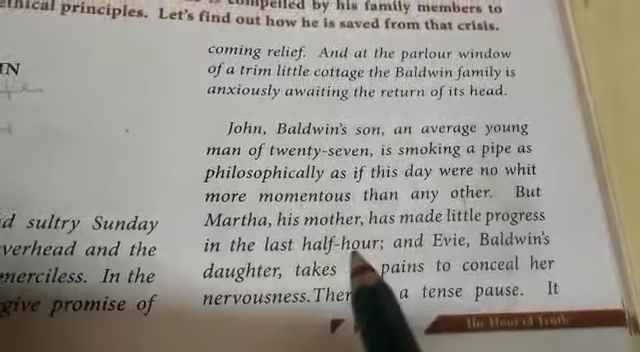 compelled by his family members to
ethical principles. Let's find out how he is saved from that crisis.
IN
d sultry Sunday
verhead and the
merciless. In the
give promise of
coming relief. And at the parlour window
of a trim little cottage the Baldwin family is
anxiously awaiting the return of its head.
John, Baldwin's son, an average young
man of twenty-seven, is smoking a pipe as
philosophically as if this day were no whit
more momentous than any other. But
Martha, his mother, has made little progress
in the last half-hour; and Evie, Baldwin's
daughter, takes pains to conceal her
nervousness. Ther a tense pause. It
The Hour of Truth